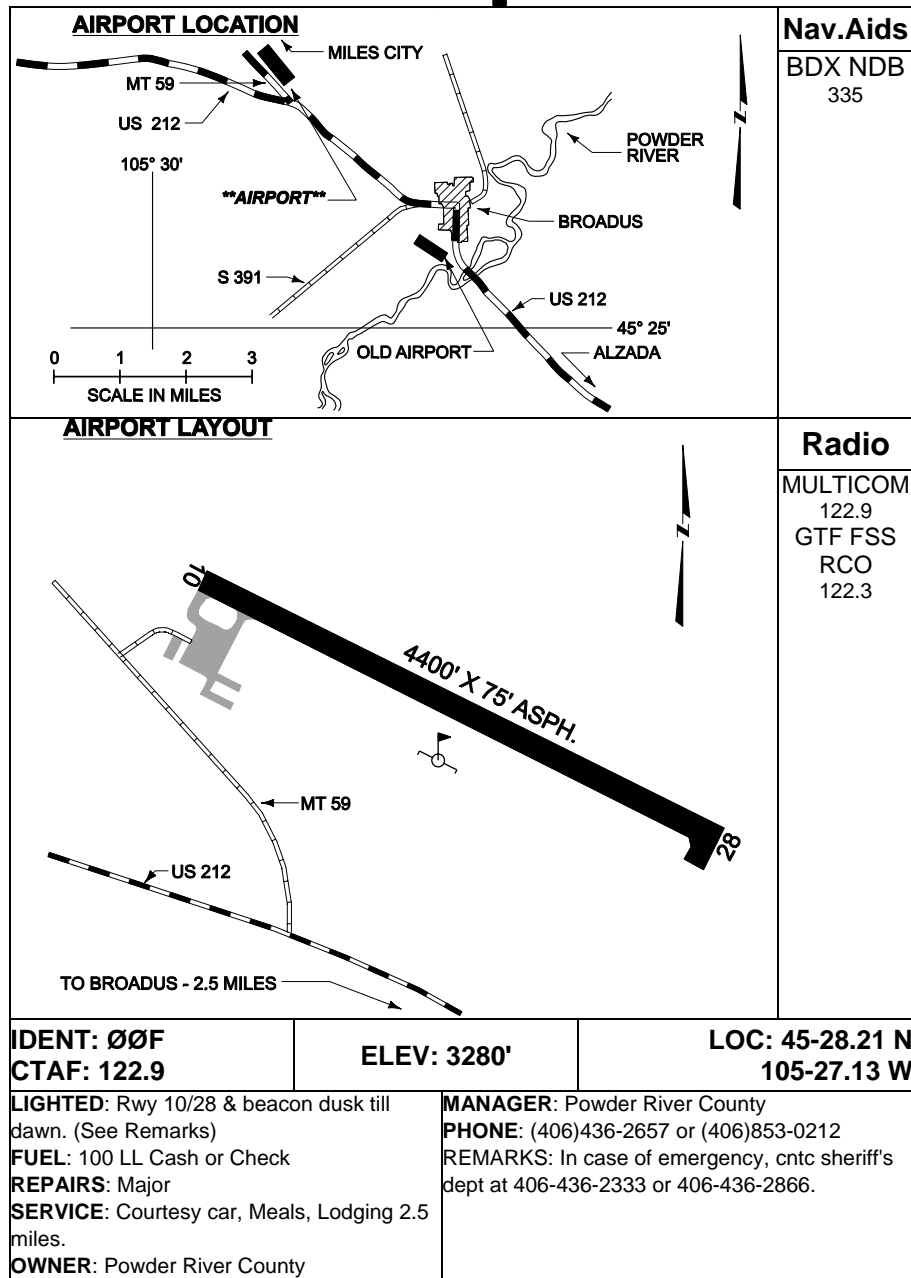 AIRPORT LOCATION
MILES CITY
MT 59
US 212
105° 30'
**AIRPORT**
POWDER
RIVER
BROADUS
S 391
US 212
45° 25'
OLD AIRPORT
ALZADA
0 1 2 3
SCALE IN MILES
N
Nav.Aids
BDX NDB
335
AIRPORT LAYOUT
N
10
4400' X 75' ASPH.
28
MT 59
US 212
TO BROADUS - 2.5 MILES
Radio
MULTICOM
122.9
GTF FSS
RCO
122.3
IDENT: ØØF
CTAF: 122.9
ELEV: 3280'
LOC: 45-28.21 N
105-27.13 W
LIGHTED: Rwy 10/28 & beacon dusk till
dawn. (See Remarks)
FUEL: 100 LL Cash or Check
REPAIRS: Major
SERVICE: Courtesy car, Meals, Lodging 2.5
miles.
OWNER: Powder River County
MANAGER: Powder River County
PHONE: (406)436-2657 or (406)853-0212
REMARKS: In case of emergency, cntc sheriff's
dept at 406-436-2333 or 406-436-2866.